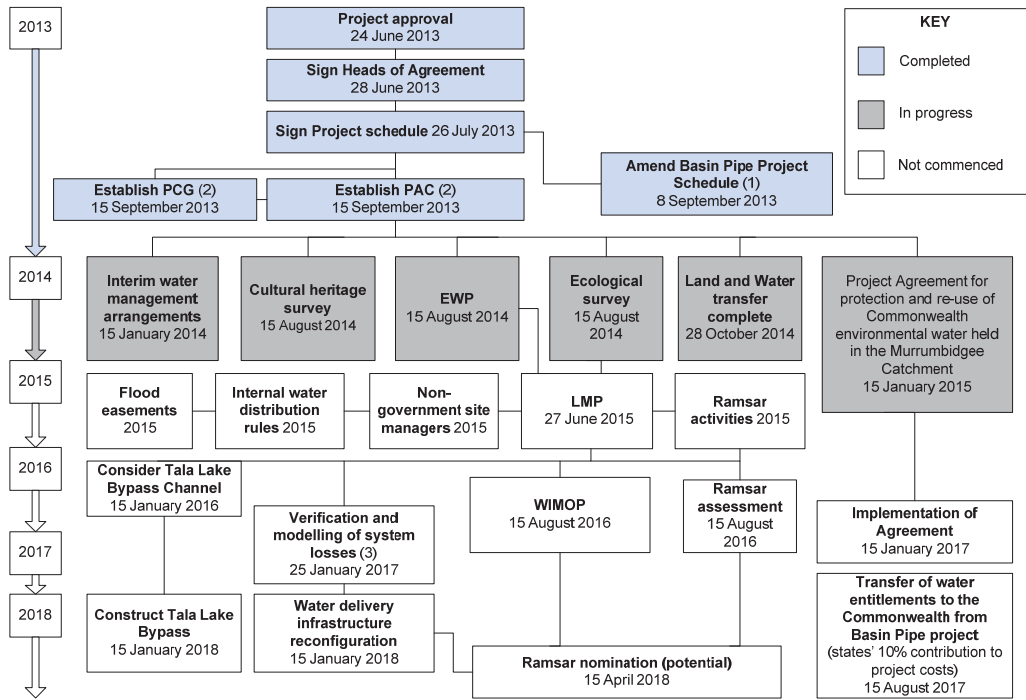 2013
Project approval
24 June 2013
Sign Heads of Agreement
28 June 2013
Sign Project schedule 26 July 2013
Establish PCG (2)
15 September 2013
Establish PAC (2)
15 September 2013
Amend Basin Pipe Project
Schedule (1)
8 September 2013
KEY
Completed
In progress
Not commenced
2014
Interim water
management
arrangements
15 January 2014
Cultural heritage
survey
15 August 2014
EWP
15 August 2014
Ecological
survey
15 August
2014
Land and Water
transfer
complete
28 October 2014
Project Agreement for
protection and re-use of
Commonwealth
environmental water held
in the Murrumbidgee
Catchment
15 January 2015
2015
Flood
easements
2015
Internal water
distribution
rules 2015
Non-
government site
managers 2015
LMP
27 June 2015
Ramsar
activities 2015
2016
Consider Tala Lake
Bypass Channel
15 January 2016
Verification and
modelling of system
losses (3)
25 January 2017
WIMOP
15 August 2016
Ramsar
assessment
15 August
2016
Implementation of
Agreement
15 January 2017
2017
2018
Construct Tala Lake
Bypass
15 January 2018
Water delivery
infrastructure
reconfiguration
15 January 2018
Ramsar nomination (potential)
15 April 2018
Transfer of water
entitlements to the
Commonwealth from
Basin Pipe project
(states' 10% contribution to
project costs)
15 August 2017